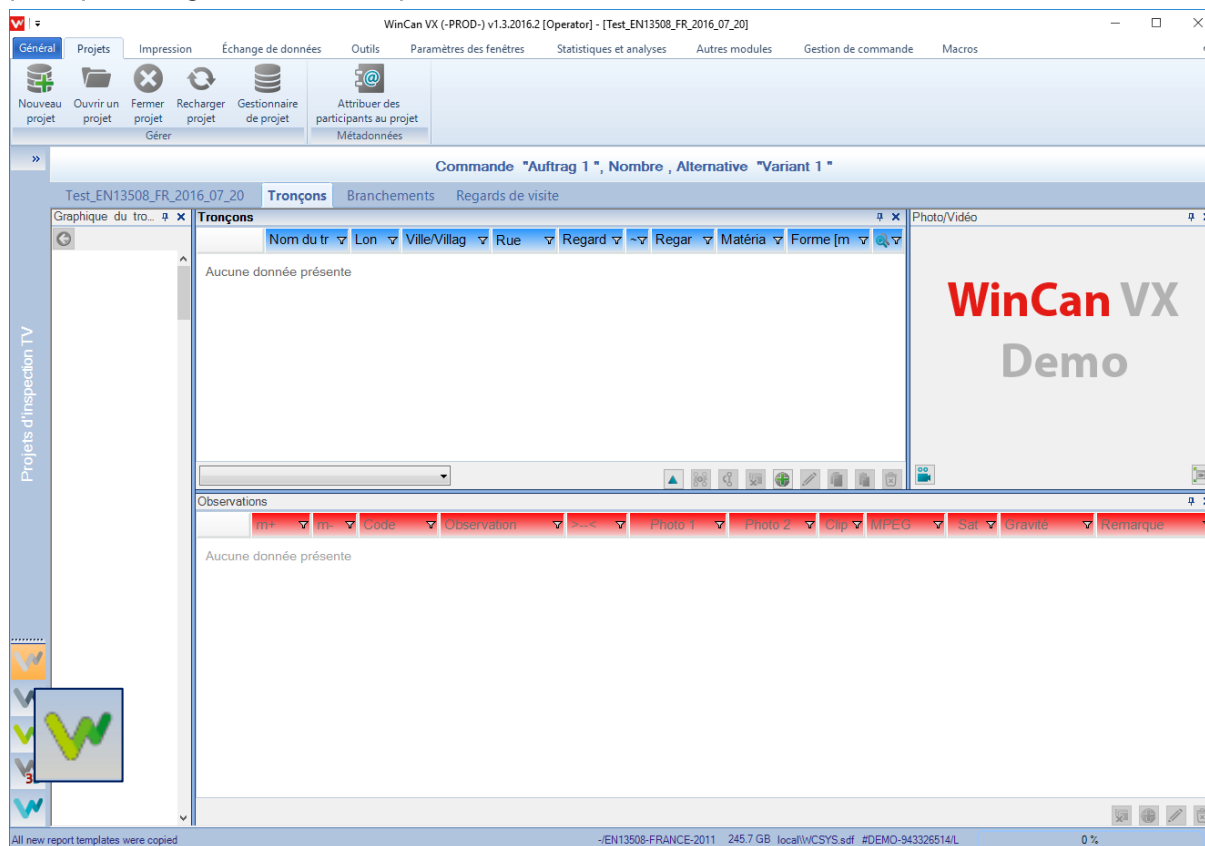 WinCan VX (-PROD-) v1.3.2016.2 [Operator] - [Test_EN13508_FR_2016_07_20]
Général Projets Impression Échange de données Outils Paramètres des fenêtres Statistiques et analyses Autres modules Gestion de commande Macros
Nouveau projet
Ouvrir un projet
Fermer projet
Recharger projet
Gestionnaire de projet
Attribuer des participants au projet
Gérer
Métadonnées
Commande "Auftrag 1 ", Nombre , Alternative "Variant 1 "
Test_EN13508_FR_2016_07_20 Tronçons Branchements Regards de visite
Graphique du tro...
Tronçons
Photo/Vidéo
Nom du tr Lon Ville/Villag Rue Regard ~ Regar Matéria Forme [m
Aucune donnée présente
WinCan VX
Demo
Projets d'inspection TV
Observations
m+ m- Code Observation >--< Photo 1 Photo 2 Clip MPEG Sat Gravité Remarque
Aucune donnée présente
3
All new report templates were copied
-/EN13508-FRANCE-2011 245.7 GB local\WCSYS.sdf #DEMO-943326514/L 0 %